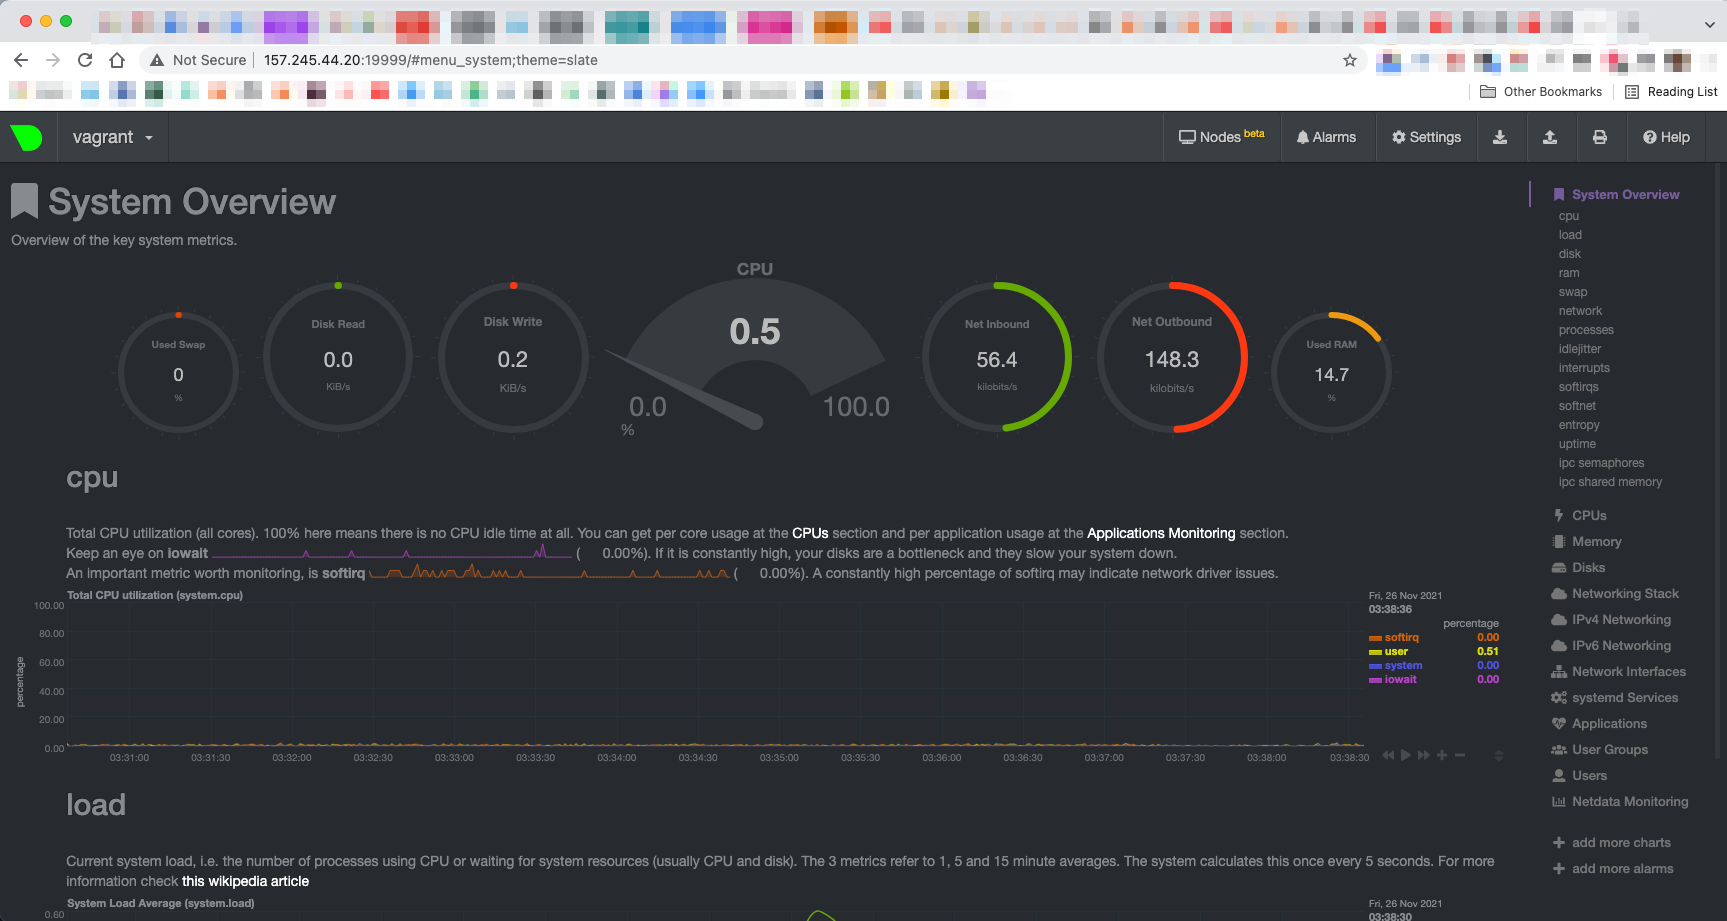 Not Secure
157.245.44.20:19999/#menu_system;theme=slate
Other Bookmarks
Reading List
vagrant
Nodes beta
Alarms
Settings
Help
System Overview
Overview of the key system metrics.
Used Swap
0
%
Disk Read
0.0
KiB/s
Disk Write
0.2
KiB/s
CPU
0.5
0.0
100.0
%
Net Inbound
56.4
kilobits/s
Net Outbound
148.3
kilobits/s
Used RAM
14.7
%
cpu
Total CPU utilization (all cores). 100% here means there is no CPU idle time at all. You can get per core usage at the CPUs section and per application usage at the Applications Monitoring section.
Keep an eye on iowait ( 0.00%). If it is constantly high, your disks are a bottleneck and they slow your system down.
An important metric worth monitoring, is softirq ( 0.00%). A constantly high percentage of softirq may indicate network driver issues.
Total CPU utilization (system.cpu)
percentage
100.00
80.00
60.00
40.00
20.00
0.00
03:31:00
03:31:30
03:32:00
03:32:30
03:33:00
03:33:30
03:34:00
03:34:30
03:35:00
03:35:30
03:36:00
03:36:30
03:37:00
03:37:30
03:38:00
03:38:30
Fri, 26 Nov 2021
03:38:36
percentage
softirq 0.00
user 0.51
system 0.00
iowait 0.00
load
Current system load, i.e. the number of processes using CPU or waiting for system resources (usually CPU and disk). The 3 metrics refer to 1, 5 and 15 minute averages. The system calculates this once every 5 seconds. For more
information check this wikipedia article
System Load Average (system.load)
0.60
Fri, 26 Nov 2021
03:38:30
System Overview
cpu
load
disk
ram
swap
network
processes
idlejitter
interrupts
softirqs
softnet
entropy
uptime
ipc semaphores
ipc shared memory
CPUs
Memory
Disks
Networking Stack
IPv4 Networking
IPv6 Networking
Network Interfaces
systemd Services
Applications
User Groups
Users
Netdata Monitoring
add more charts
add more alarms